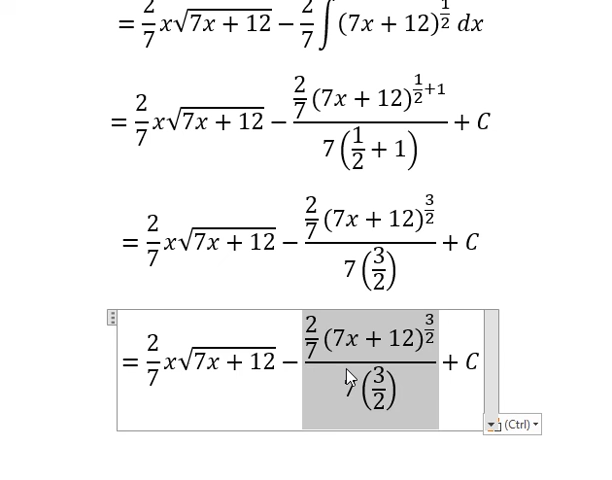 = 2/7 x√(7x + 12) − 2/7 ∫ (7x + 12)^(1/2) dx
= 2/7 x√(7x + 12) − (2/7 (7x + 12)^(1/2 + 1)) / (7(1/2 + 1)) + C
= 2/7 x√(7x + 12) − (2/7 (7x + 12)^(3/2)) / (7(3/2)) + C
= 2/7 x√(7x + 12) − (2/7 (7x + 12)^(3/2)) / (7(3/2)) + C
(Ctrl)